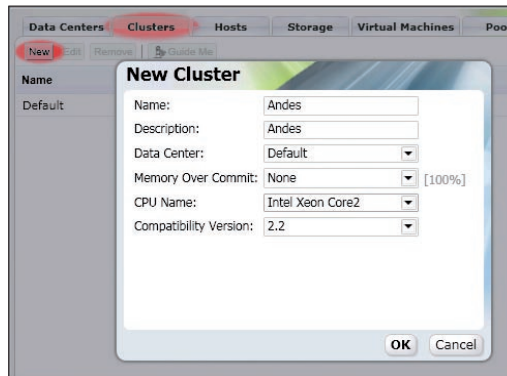 Data Centers Clusters Hosts Storage Virtual Machines Poo
New Edit Remove Guide Me
Name
Default
New Cluster
Name: Andes
Description: Andes
Data Center: Default
Memory Over Commit: None [100%]
CPU Name: Intel Xeon Core2
Compatibility Version: 2.2
OK Cancel